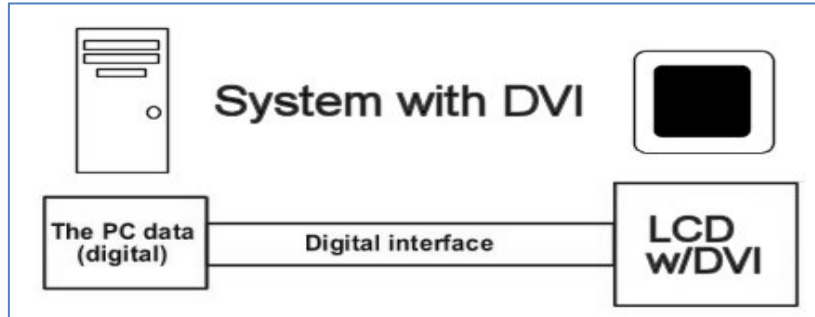 System with DVI
The PC data
(digital)
Digital interface
LCD
w/DVI